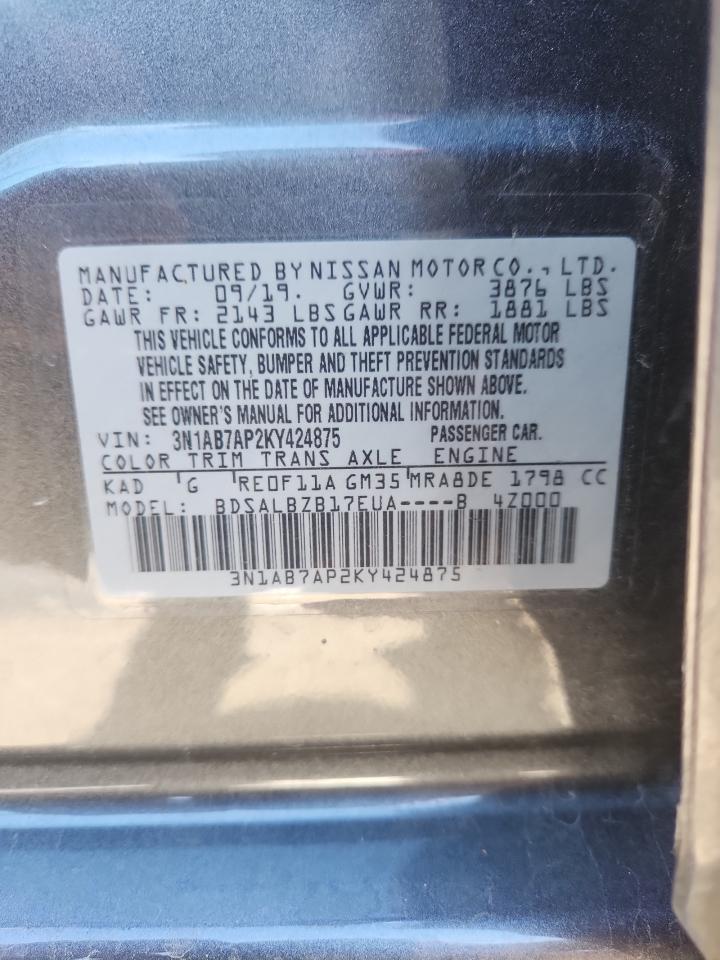 MANUFACTURED BY NISSAN MOTOR CO., LTD.
DATE: 09/19. GVWR: 3876 LBS
GAWR FR: 2143 LBS GAWR RR: 1881 LBS
THIS VEHICLE CONFORMS TO ALL APPLICABLE FEDERAL MOTOR
VEHICLE SAFETY, BUMPER AND THEFT PREVENTION STANDARDS
IN EFFECT ON THE DATE OF MANUFACTURE SHOWN ABOVE.
SEE OWNER'S MANUAL FOR ADDITIONAL INFORMATION.
VIN: 3N1AB7AP2KY424875 PASSENGER CAR.
COLOR TRIM TRANS AXLE ENGINE
KAD G RE0F11A GM35 MRA8DE 1798 CC
MODEL: BDSALBZB17EUA----B 4Z000
3N1AB7AP2KY424875